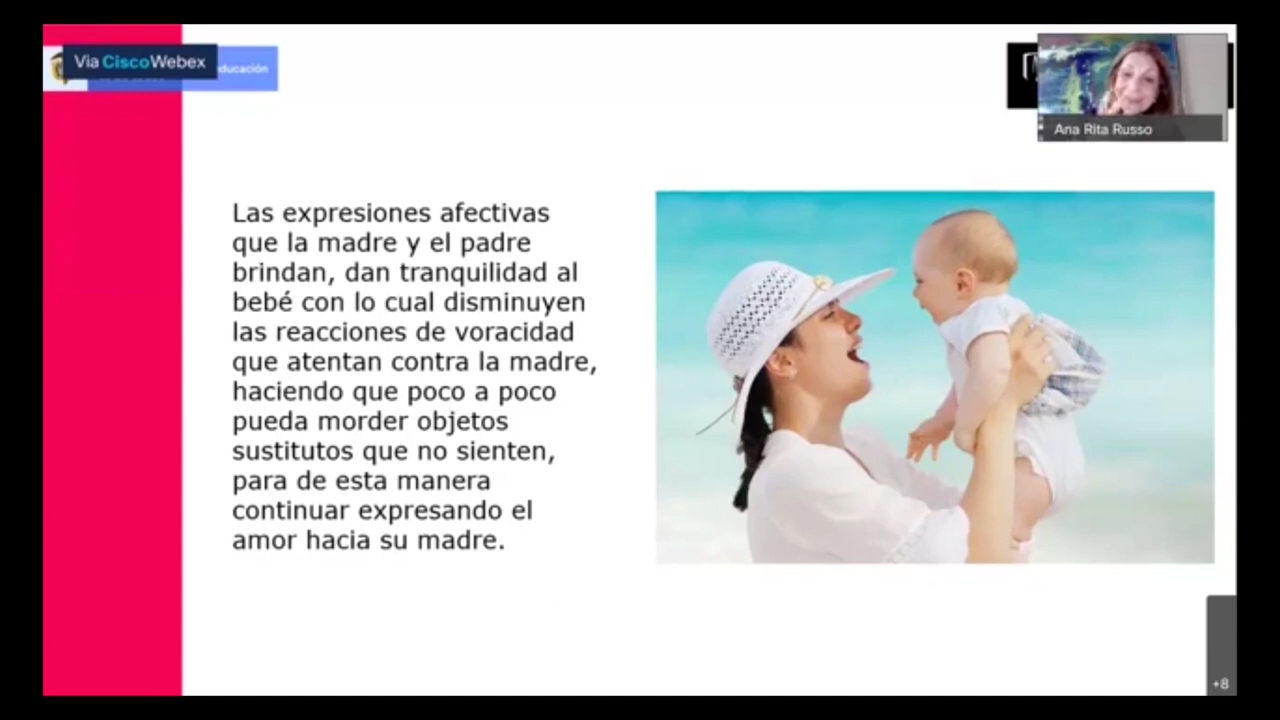 Via CiscoWebex
educación
Ana Rita Russo
Las expresiones afectivas
que la madre y el padre
brindan, dan tranquilidad al
bebé con lo cual disminuyen
las reacciones de voracidad
que atentan contra la madre,
haciendo que poco a poco
pueda morder objetos
sustitutos que no sienten,
para de esta manera
continuar expresando el
amor hacia su madre.
+8